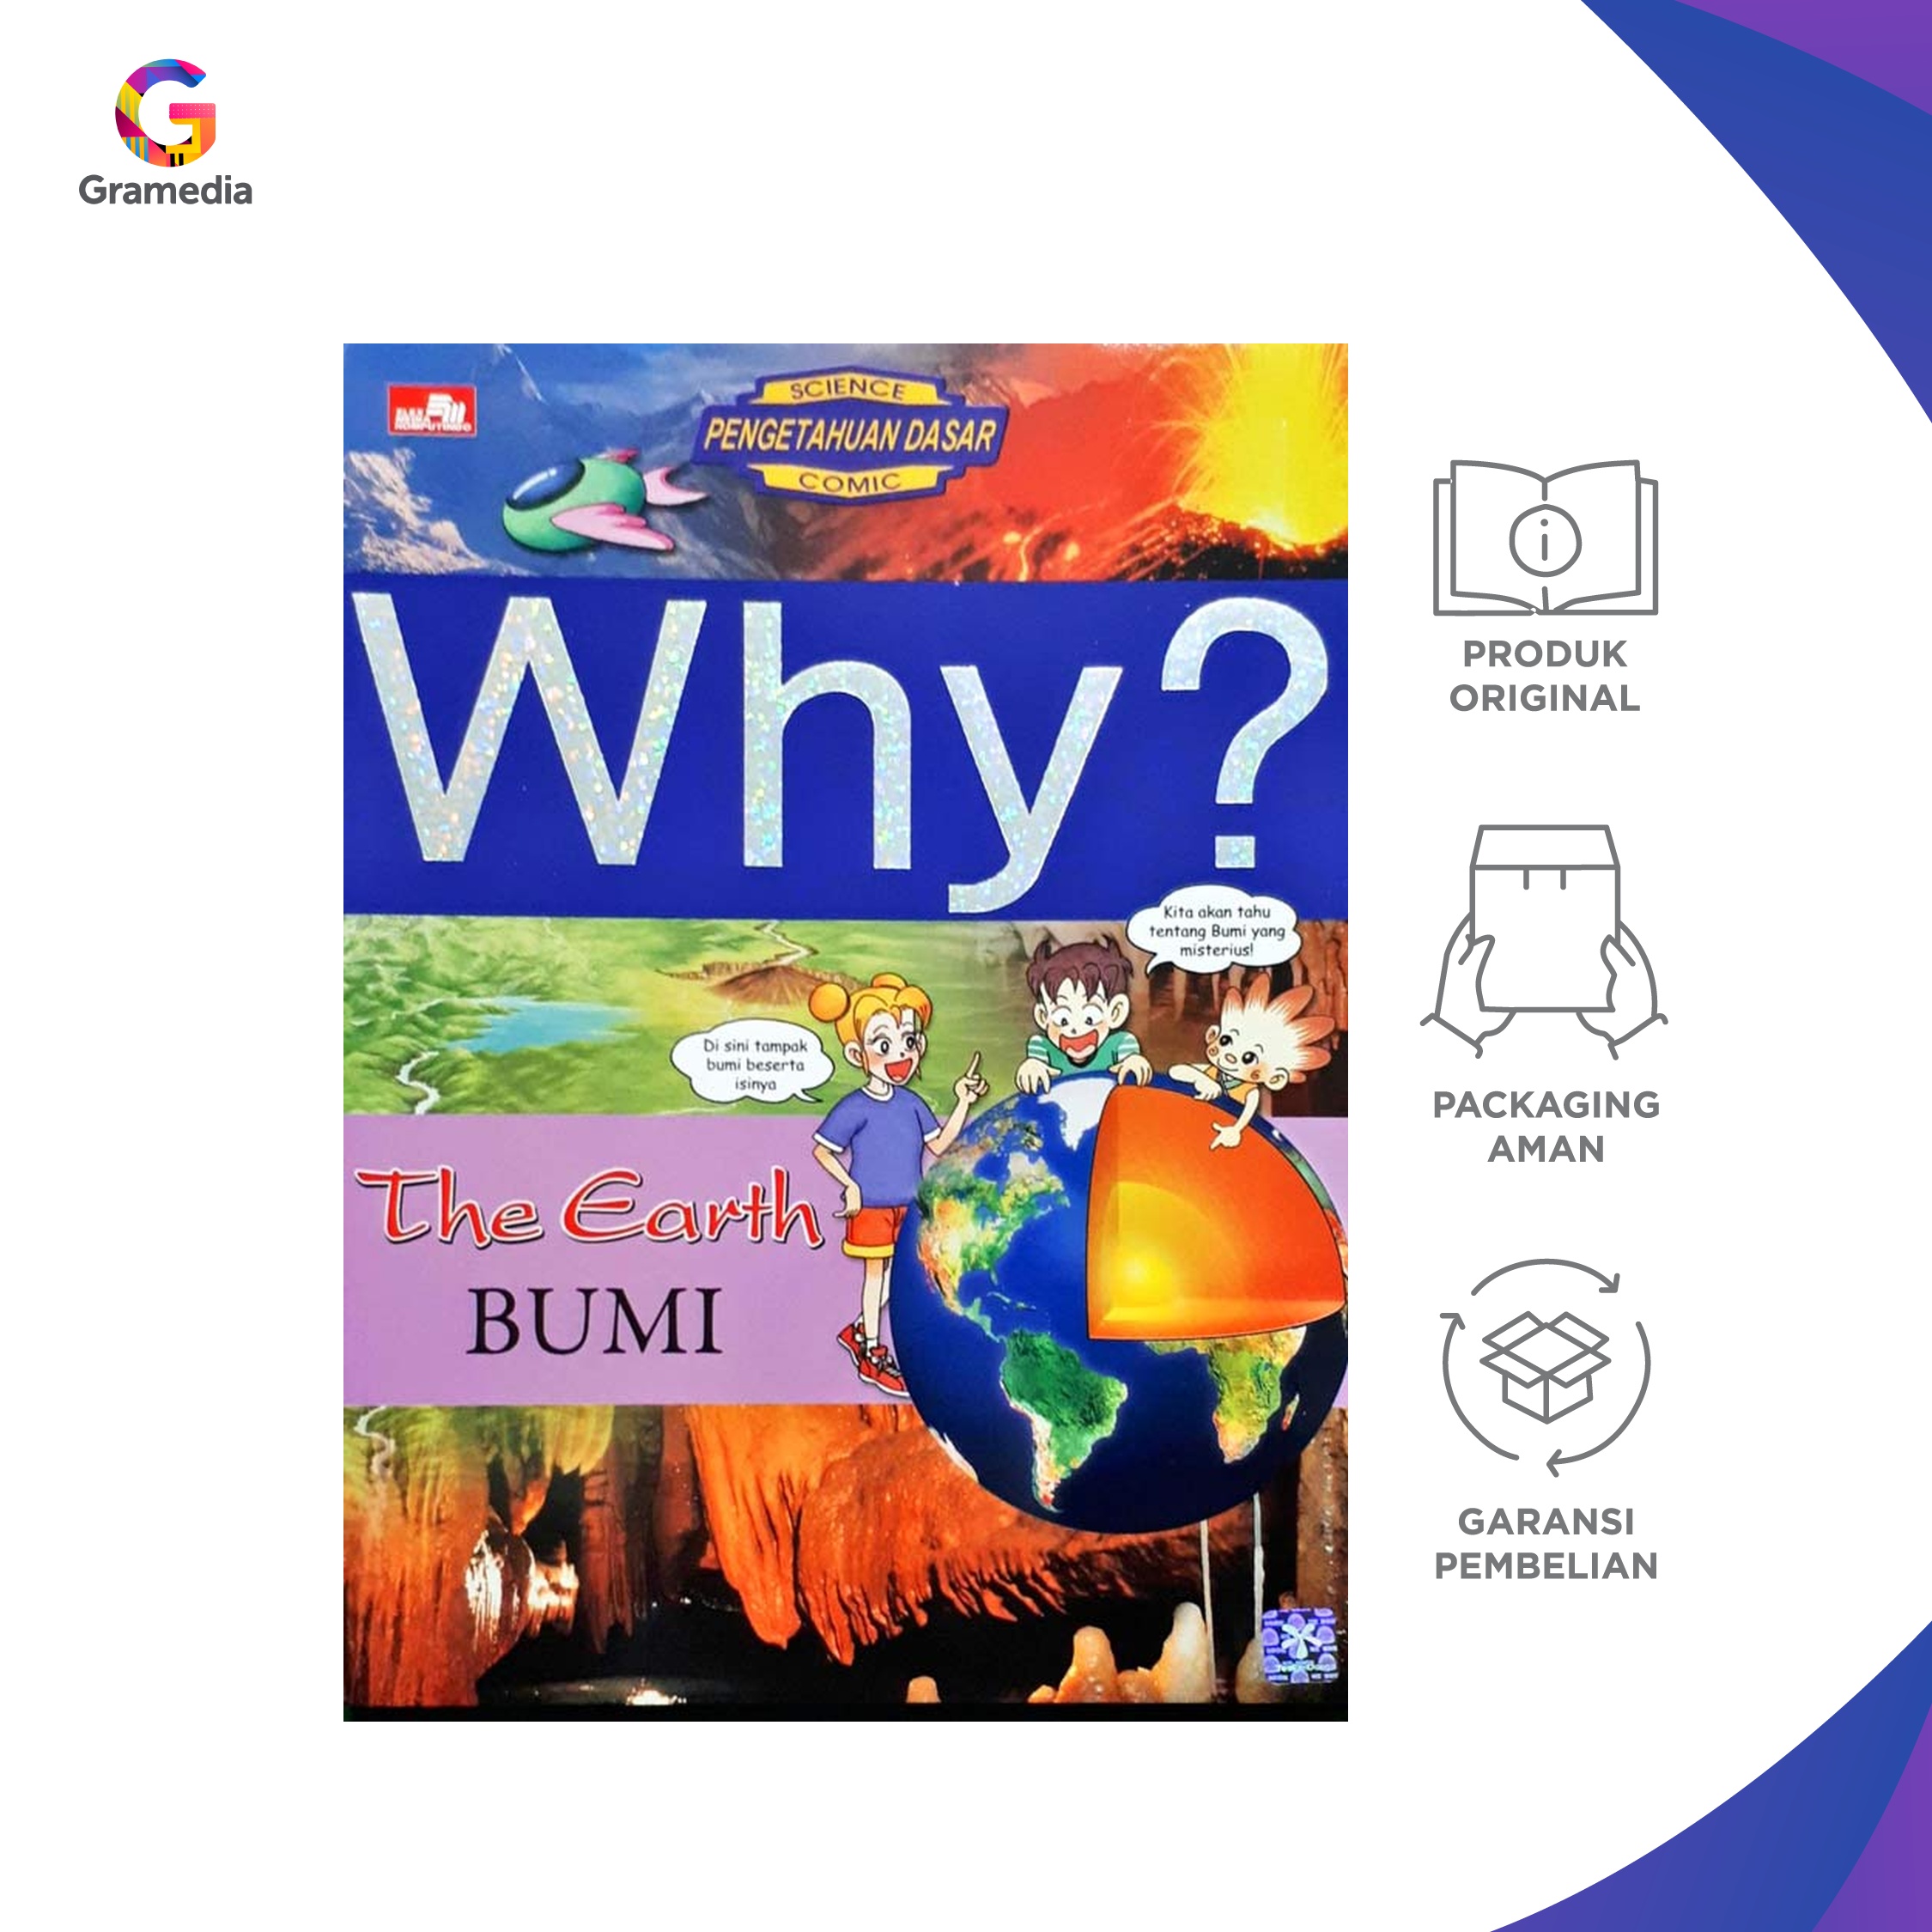 Gramedia
SCIENCE
PENGETAHUAN DASAR
COMIC
Why?
Kita akan tahu
tentang Bumi yang
misterius!
Di sini tampak
bumi beserta
isinya
The Earth
BUMI
PRODUK
ORIGINAL
PACKAGING
AMAN
GARANSI
PEMBELIAN